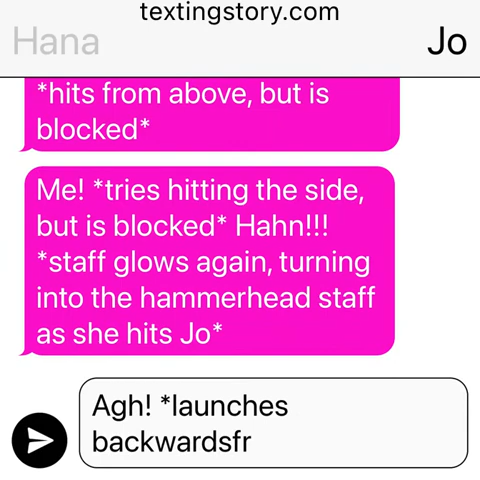 textingstory.com
Hana
Jo
*hits from above, but is
blocked*
Me! *tries hitting the side,
but is blocked* Hahn!!!
*staff glows again, turning
into the hammerhead staff
as she hits Jo*
Agh! *launches
backwardsfr